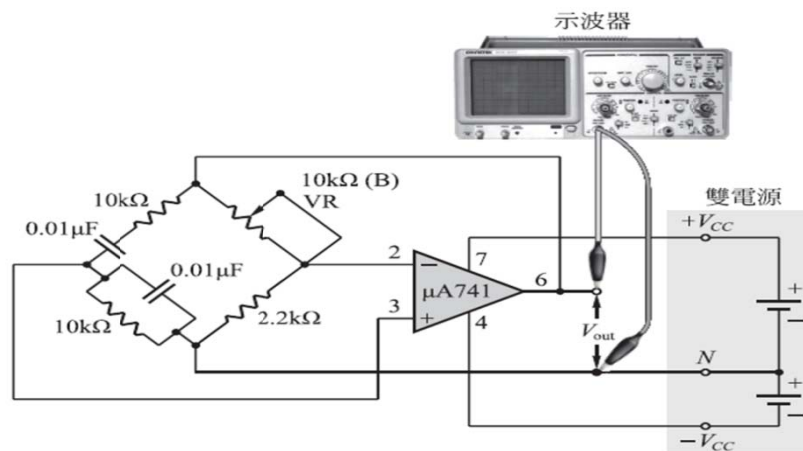 示波器
10kΩ
10kΩ (B)
VR
0.01μF
0.01μF
10kΩ
2.2kΩ
2
3
7
μA741
6
4
Vout
雙電源
+VCC
+
−
N
+
−
−VCC
−
+